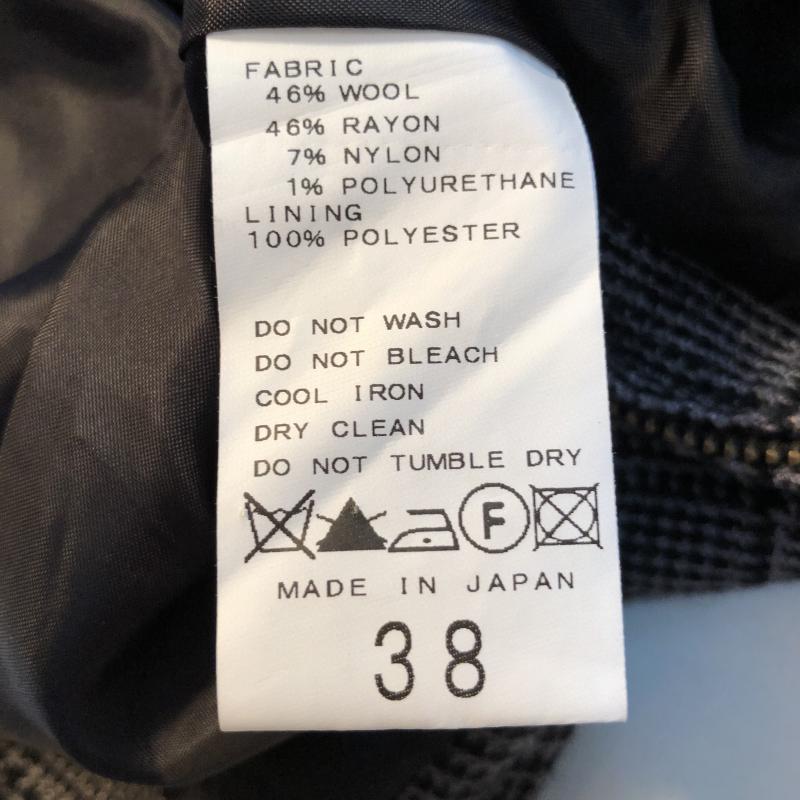 FABRIC
46% WOOL
46% RAYON
7% NYLON
1% POLYURETHANE
LINING
100% POLYESTER
DO NOT WASH
DO NOT BLEACH
COOL IRON
DRY CLEAN
DO NOT TUMBLE DRY
F
MADE IN JAPAN
38